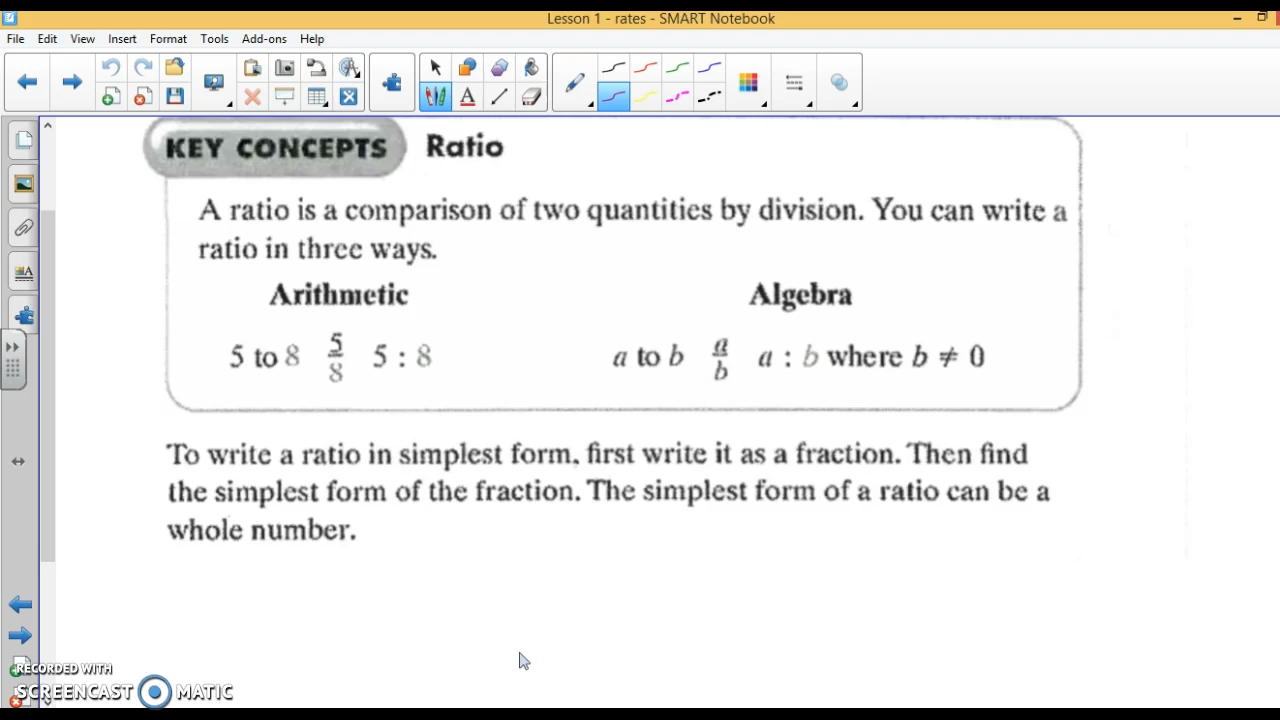 Lesson 1 - rates - SMART Notebook
File Edit View Insert Format Tools Add-ons Help
KEY CONCEPTS Ratio
A ratio is a comparison of two quantities by division. You can write a
ratio in three ways.
Arithmetic Algebra
5 to 8 5/8 5 : 8 a to b a/b a : b where b ≠ 0
To write a ratio in simplest form, first write it as a fraction. Then find
the simplest form of the fraction. The simplest form of a ratio can be a
whole number.
RECORDED WITH
SCREENCAST MATIC